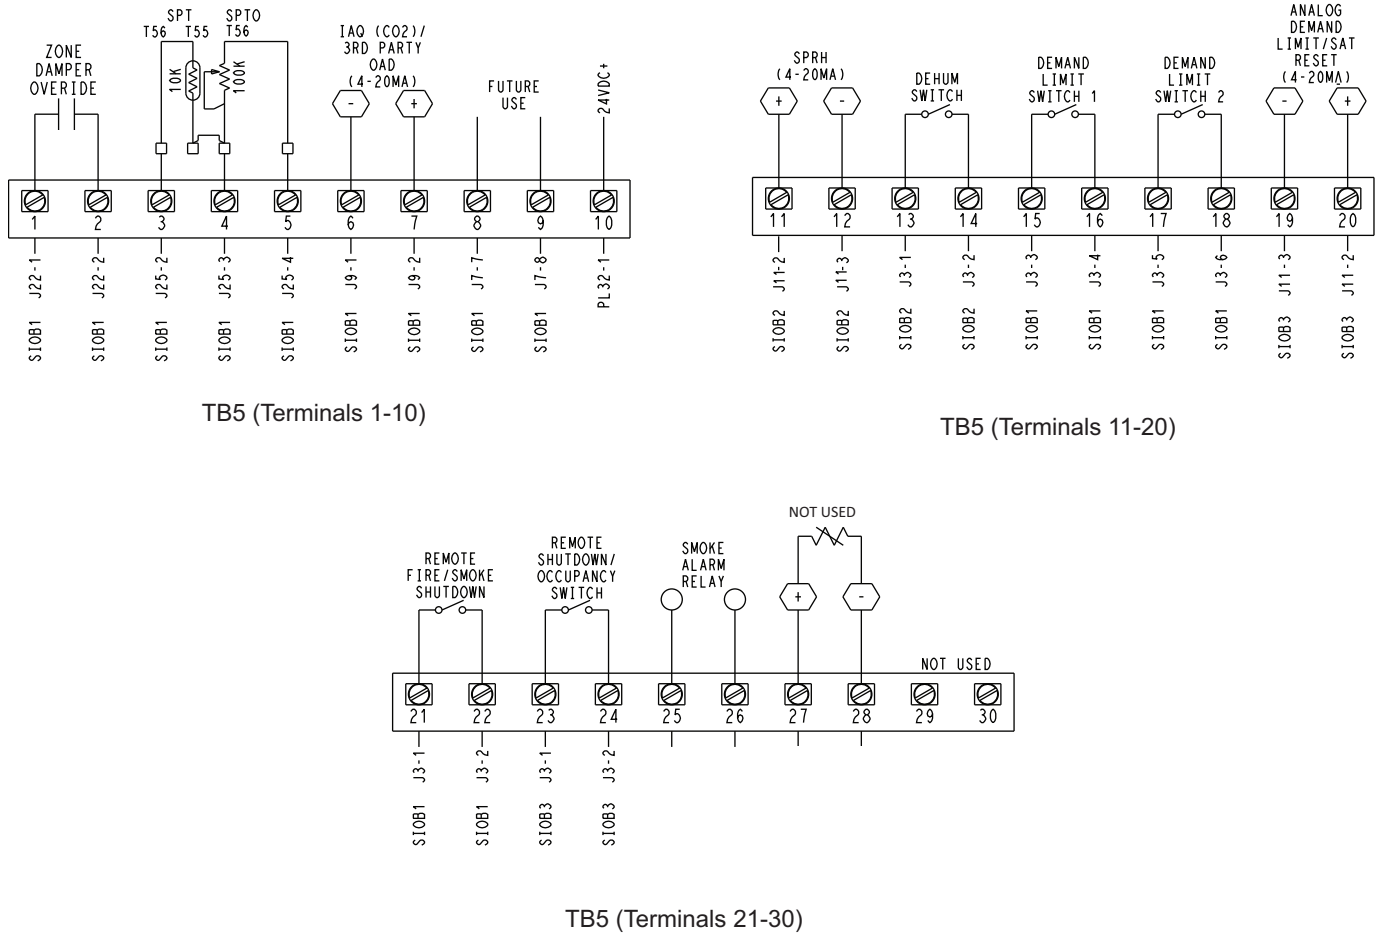 SPT SPTO
T56 T55 T56
ZONE
DAMPER
OVERIDE
10K
100K
IAQ (CO2)/
3RD PARTY
OAD
(4-20MA)
- +
FUTURE
USE
24VDC+
1 2 3 4 5 6 7 8 9 10
J22-1 J22-2 J25-2 J25-3 J25-4 J9-1 J9-2 J7-7 J7-8 PL32-1
SIOB1 SIOB1 SIOB1 SIOB1 SIOB1 SIOB1 SIOB1 SIOB1 SIOB1
TB5 (Terminals 1-10)
SPRH
(4-20MA)
+ -
DEHUM
SWITCH
DEMAND
LIMIT
SWITCH 1
DEMAND
LIMIT
SWITCH 2
ANALOG
DEMAND
LIMIT/SAT
RESET
(4-20MA)
- +
11 12 13 14 15 16 17 18 19 20
J11-2 J11-3 J3-1 J3-2 J3-3 J3-4 J3-5 J3-6 J11-3 J11-2
SIOB2 SIOB2 SIOB2 SIOB2 SIOB1 SIOB1 SIOB1 SIOB1 SIOB3 SIOB3
TB5 (Terminals 11-20)
REMOTE
FIRE/SMOKE
SHUTDOWN
REMOTE
SHUTDOWN/
OCCUPANCY
SWITCH
SMOKE
ALARM
RELAY
NOT USED
+ -
NOT USED
21 22 23 24 25 26 27 28 29 30
J3-1 J3-2 J3-1 J3-2
SIOB1 SIOB1 SIOB3 SIOB3
TB5 (Terminals 21-30)